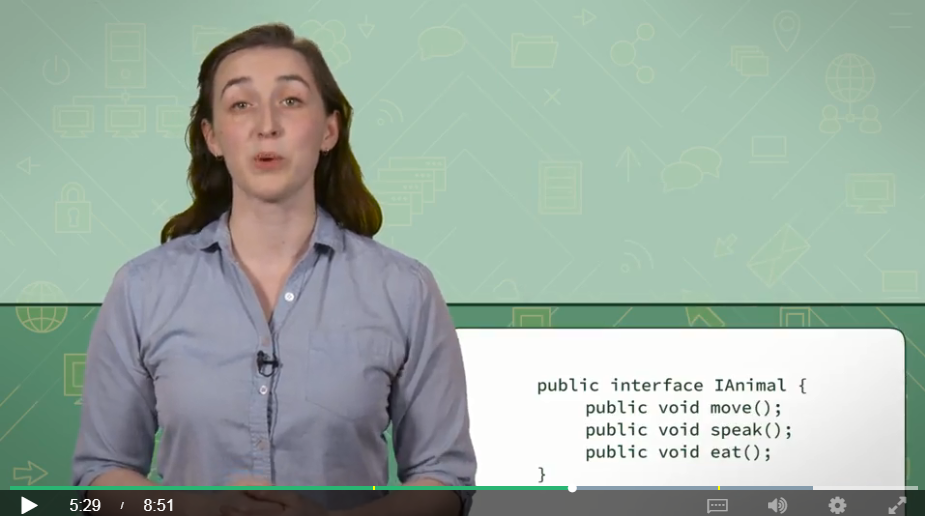 public interface IAnimal {
public void move();
public void speak();
public void eat();
}
5:29 / 8:51